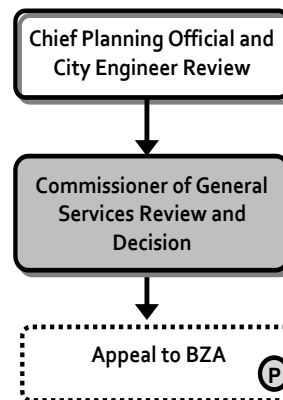 Chief Planning Official and
City Engineer Review
Commissioner of General
Services Review and
Decision
Appeal to BZA
P